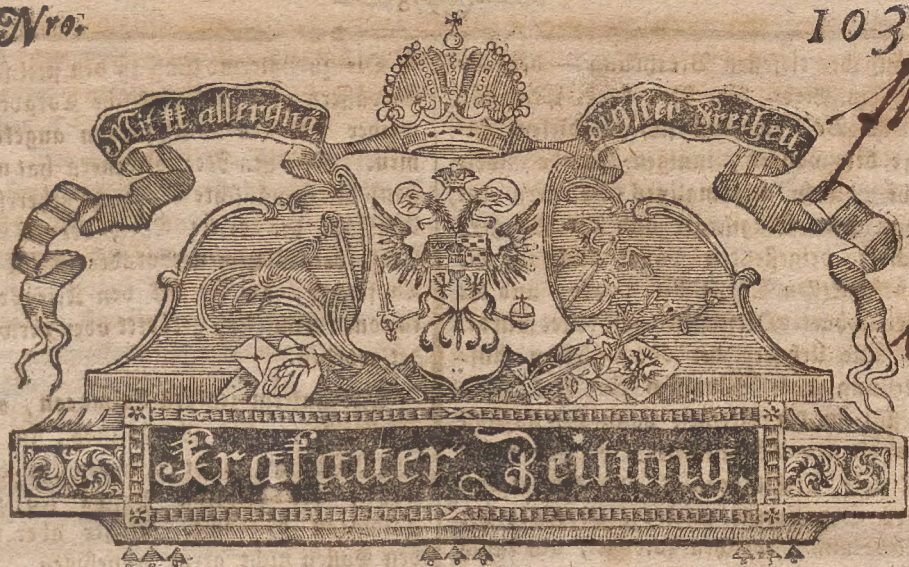 Nro. 103
Mit kk allergnä digster Freiheit.
Krakauer Zeitung.